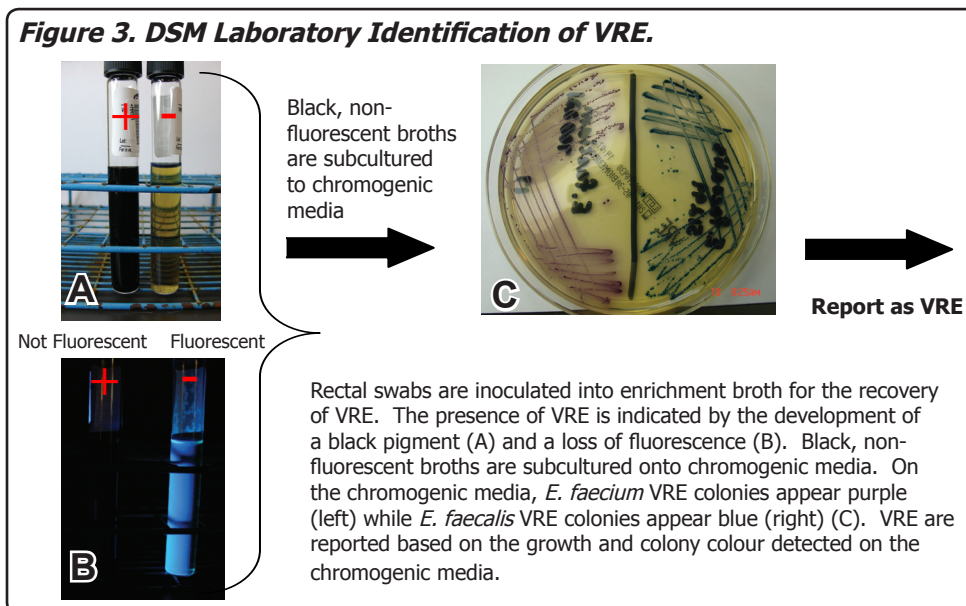 Figure 3. DSM Laboratory Identification of VRE.
+ -
A
Black, non-
fluorescent broths
are subcultured
to chromogenic
media
C
Report as VRE
Not Fluorescent Fluorescent
+ -
B
Rectal swabs are inoculated into enrichment broth for the recovery
of VRE. The presence of VRE is indicated by the development of
a black pigment (A) and a loss of fluorescence (B). Black, non-
fluorescent broths are subcultured onto chromogenic media. On
the chromogenic media, E. faecium VRE colonies appear purple
(left) while E. faecalis VRE colonies appear blue (right) (C). VRE are
reported based on the growth and colony colour detected on the
chromogenic media.